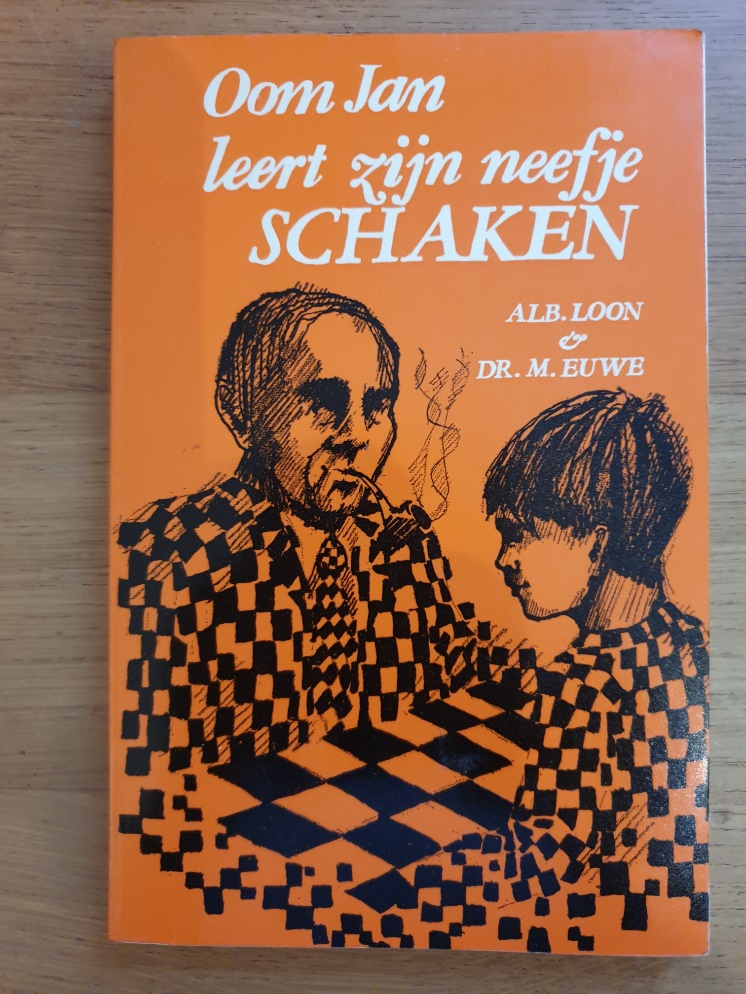 Oom Jan
leert zijn neefje
SCHAKEN
ALB. LOON
&
DR. M. EUWE